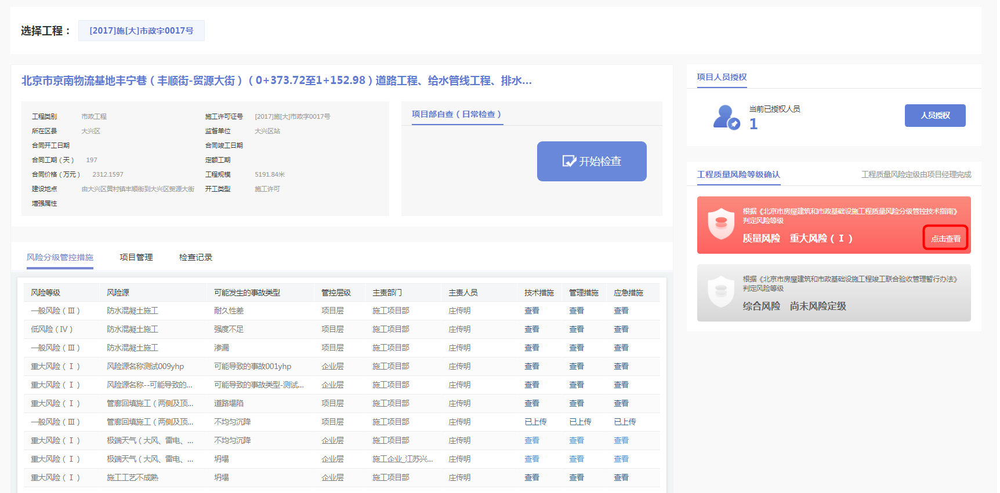 选择工程： [2017]施[大]市政字0017号
北京市京南物流基地丰宁巷（丰顺街-贸源大街）（0+373.72至1+152.98）道路工程、给水管线工程、排水...
工程类别 市政工程 施工许可证号 [2017]施[大]市政字0017号
所在区县 大兴区 监督单位 大兴区站
合同开工日期 合同竣工日期
合同工期（天） 197 定额工期
合同价格（万元） 2312.1597 工程规模 5191.84米
建设地点 由大兴区黄村镇丰顺街到大兴区贸源大街 开工类型 施工许可
增强属性
项目部自查（日常检查）
开始检查
项目人员授权
当前已授权人员
1
人员授权
工程质量风险等级确认 工程质量风险定级由项目经理完成
根据《北京市房屋建筑和市政基础设施工程质量风险分级管控技术指南》
判定风险等级
质量风险 重大风险（Ⅰ）
点击查看
根据《北京市房屋建筑和市政基础设施工程竣工联合验收管理暂行办法》
判定风险等级
综合风险 尚未风险定级
风险分级管控措施 项目管理 检查记录
风险等级 风险源 可能发生的事故类型 管控层级 主责部门 主责人员 技术措施 管理措施 应急措施
一般风险（Ⅲ） 防水混凝土施工 耐久性差 项目层 施工项目部 庄传明 查看 查看 查看
低风险（Ⅳ） 防水混凝土施工 强度不足 项目层 施工项目部 庄传明 查看 查看 查看
一般风险（Ⅲ） 防水混凝土施工 渗漏 项目层 施工项目部 庄传明 查看 查看 查看
重大风险（Ⅰ） 风险源名称测试009yhp 可能导致的事故001yhp 企业层 施工项目部 庄传明 查看 查看 查看
重大风险（Ⅰ） 风险源名称--可能导致的... 可能导致的事故类型-测试... 企业层 施工项目部 庄传明 查看 查看 查看
重大风险（Ⅰ） 管廊回填施工（两侧及顶... 道路塌陷 项目层 施工项目部 庄传明 查看 查看 查看
一般风险（Ⅲ） 管廊回填施工（两侧及顶... 不均匀沉降 项目层 施工项目部 庄传明 已上传 已上传 已上传
重大风险（Ⅰ） 极端天气（大风、雷电、... 不均匀沉降 企业层 施工项目部 庄传明 查看 查看 查看
重大风险（Ⅰ） 极端天气（大风、雷电、... 坍塌 企业层 施工企业_江苏兴... 庄传明 查看 查看 查看
重大风险（Ⅰ） 施工工艺不成熟 坍塌 企业层 施工项目部 庄传明 查看 查看 查看